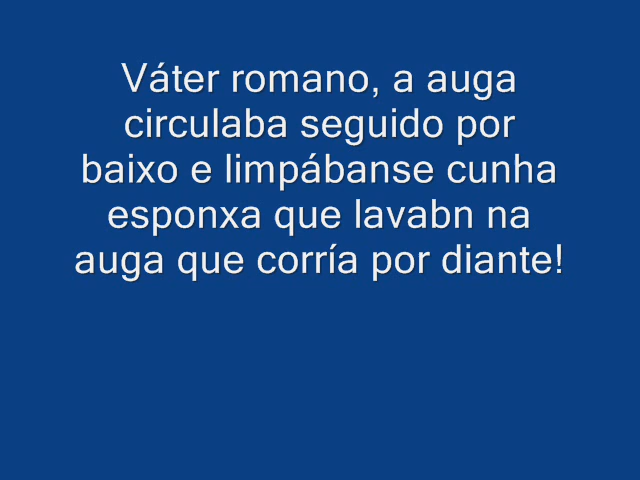 Váter romano, a auga
circulaba seguido por
baixo e limpábanse cunha
esponxa que lavabn na
auga que corría por diante!